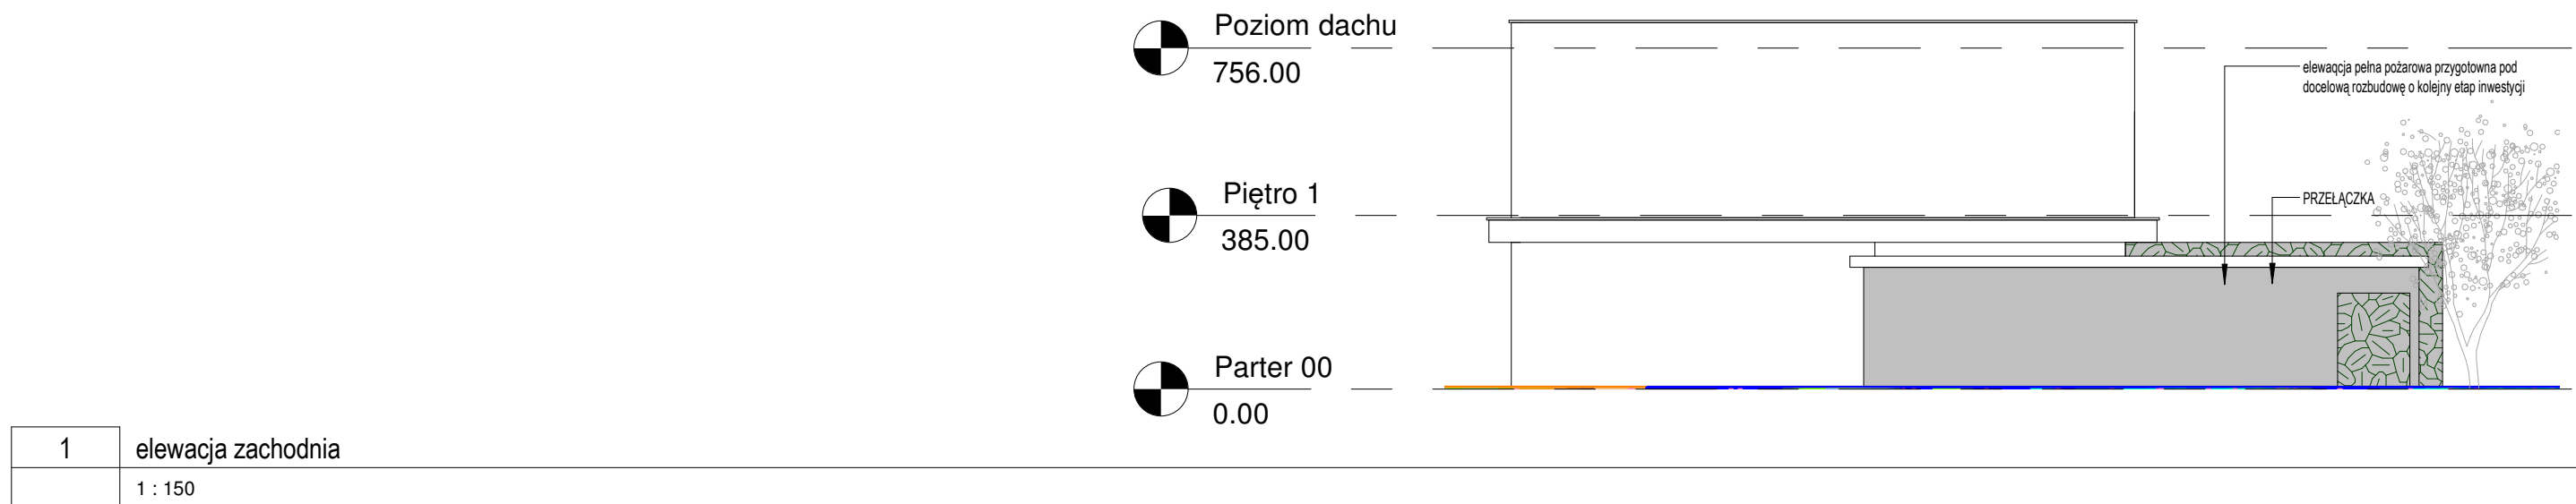 Poziom dachu
756.00
elewaqcja pełna pożarowa przygotowna pod
docelową rozbudowę o kolejny etap inwestycji
Piętro 1
PRZEŁĄCZKA
385.00
Parter 00
0.00
1 elewacja zachodnia
1 : 150